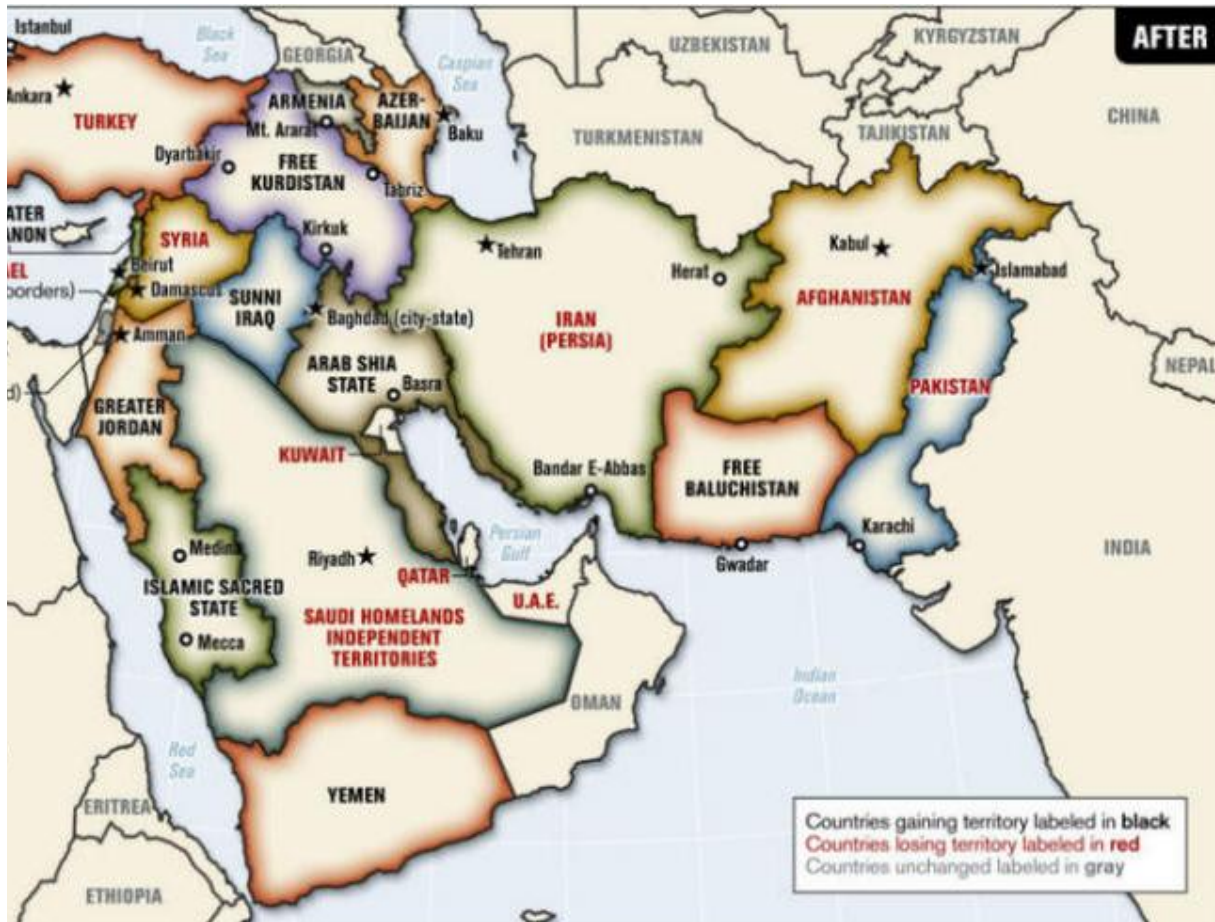 Istanbul
Black
Sea
GEORGIA
Caspian
Sea
UZBEKISTAN
KYRGYZSTAN
AFTER
Ankara
TURKEY
ARMENIA
Mt. Ararat
AZER-
BAIJAN
Baku
TURKMENISTAN
TAJIKISTAN
CHINA
Dyarbakir
FREE
KURDISTAN
Tabriz
ATER
ANON
SYRIA
Kirkuk
Tehran
Kabul
Islamabad
Beirut
AEL
borders)
Damascus
SUNNI
IRAQ
Baghdad (city-state)
Herat
AFGHANISTAN
IRAN
(PERSIA)
Amman
ARAB SHIA
STATE
Basra
PAKISTAN
NEPAL
d)
GREATER
JORDAN
KUWAIT
Bandar E-Abbas
FREE
BALUCHISTAN
Karachi
Medina
Riyadh
Persian
Gulf
Gwadar
INDIA
ISLAMIC SACRED
STATE
QATAR
U.A.E.
Mecca
SAUDI HOMELANDS
INDEPENDENT
TERRITORIES
OMAN
Indian
Ocean
Red
Sea
YEMEN
ERITREA
ETHIOPIA
Countries gaining territory labeled in black
Countries losing territory labeled in red
Countries unchanged labeled in gray